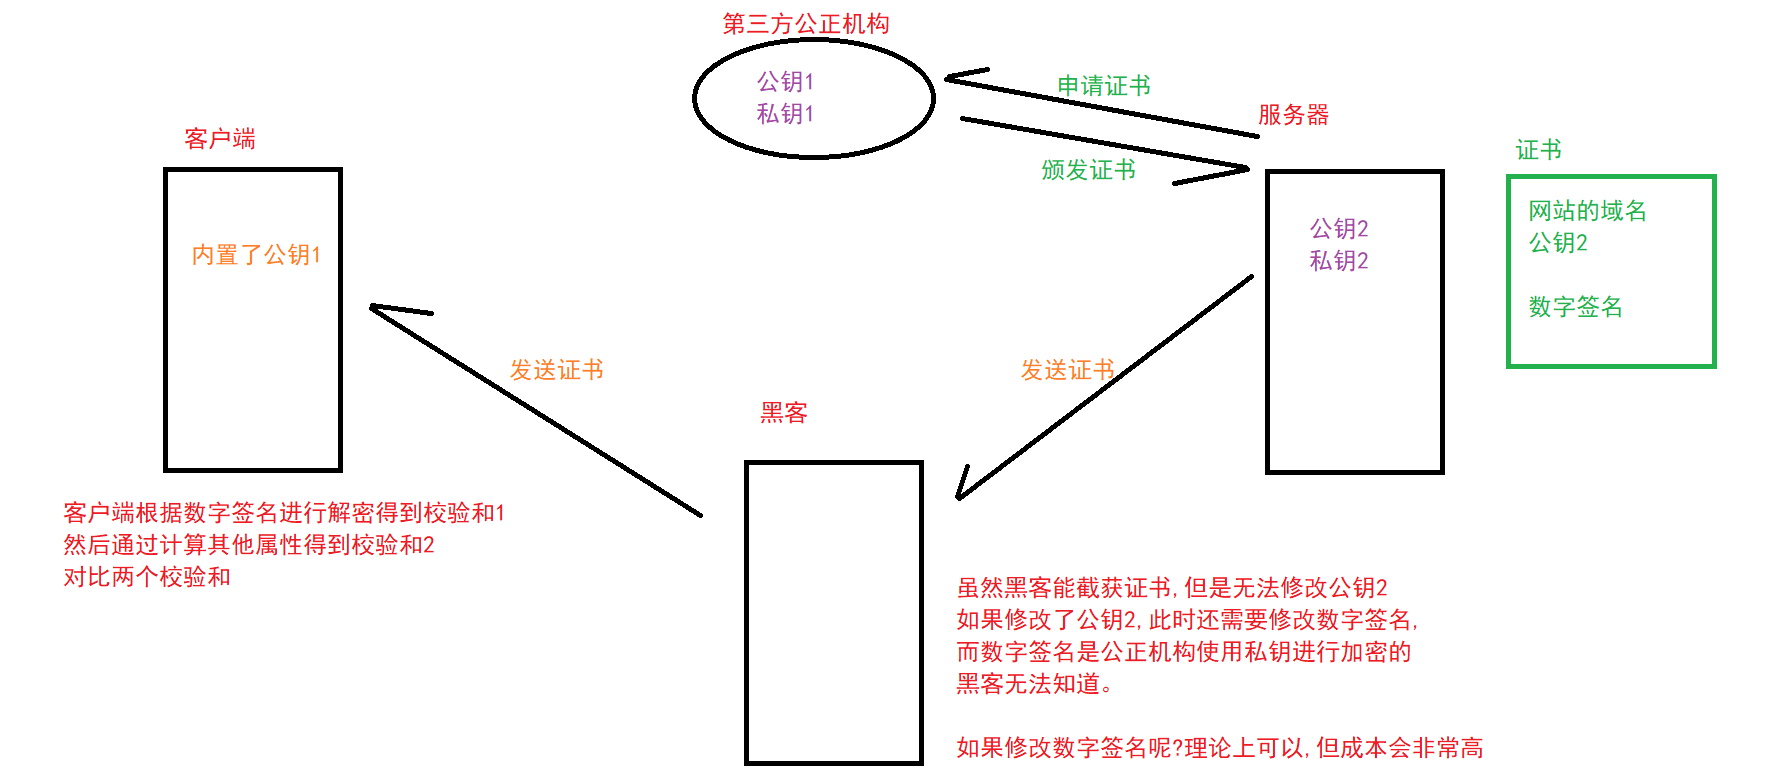 第三方公正机构
公钥1
私钥1
申请证书
颁发证书
服务器
客户端
内置了公钥1
证书
网站的域名
公钥2
数字签名
公钥2
私钥2
发送证书
发送证书
黑客
客户端根据数字签名进行解密得到校验和1
然后通过计算其他属性得到校验和2
对比两个校验和
虽然黑客能截获证书,但是无法修改公钥2
如果修改了公钥2,此时还需要修改数字签名,
而数字签名是公正机构使用私钥进行加密的
黑客无法知道。
如果修改数字签名呢?理论上可以,但成本会非常高